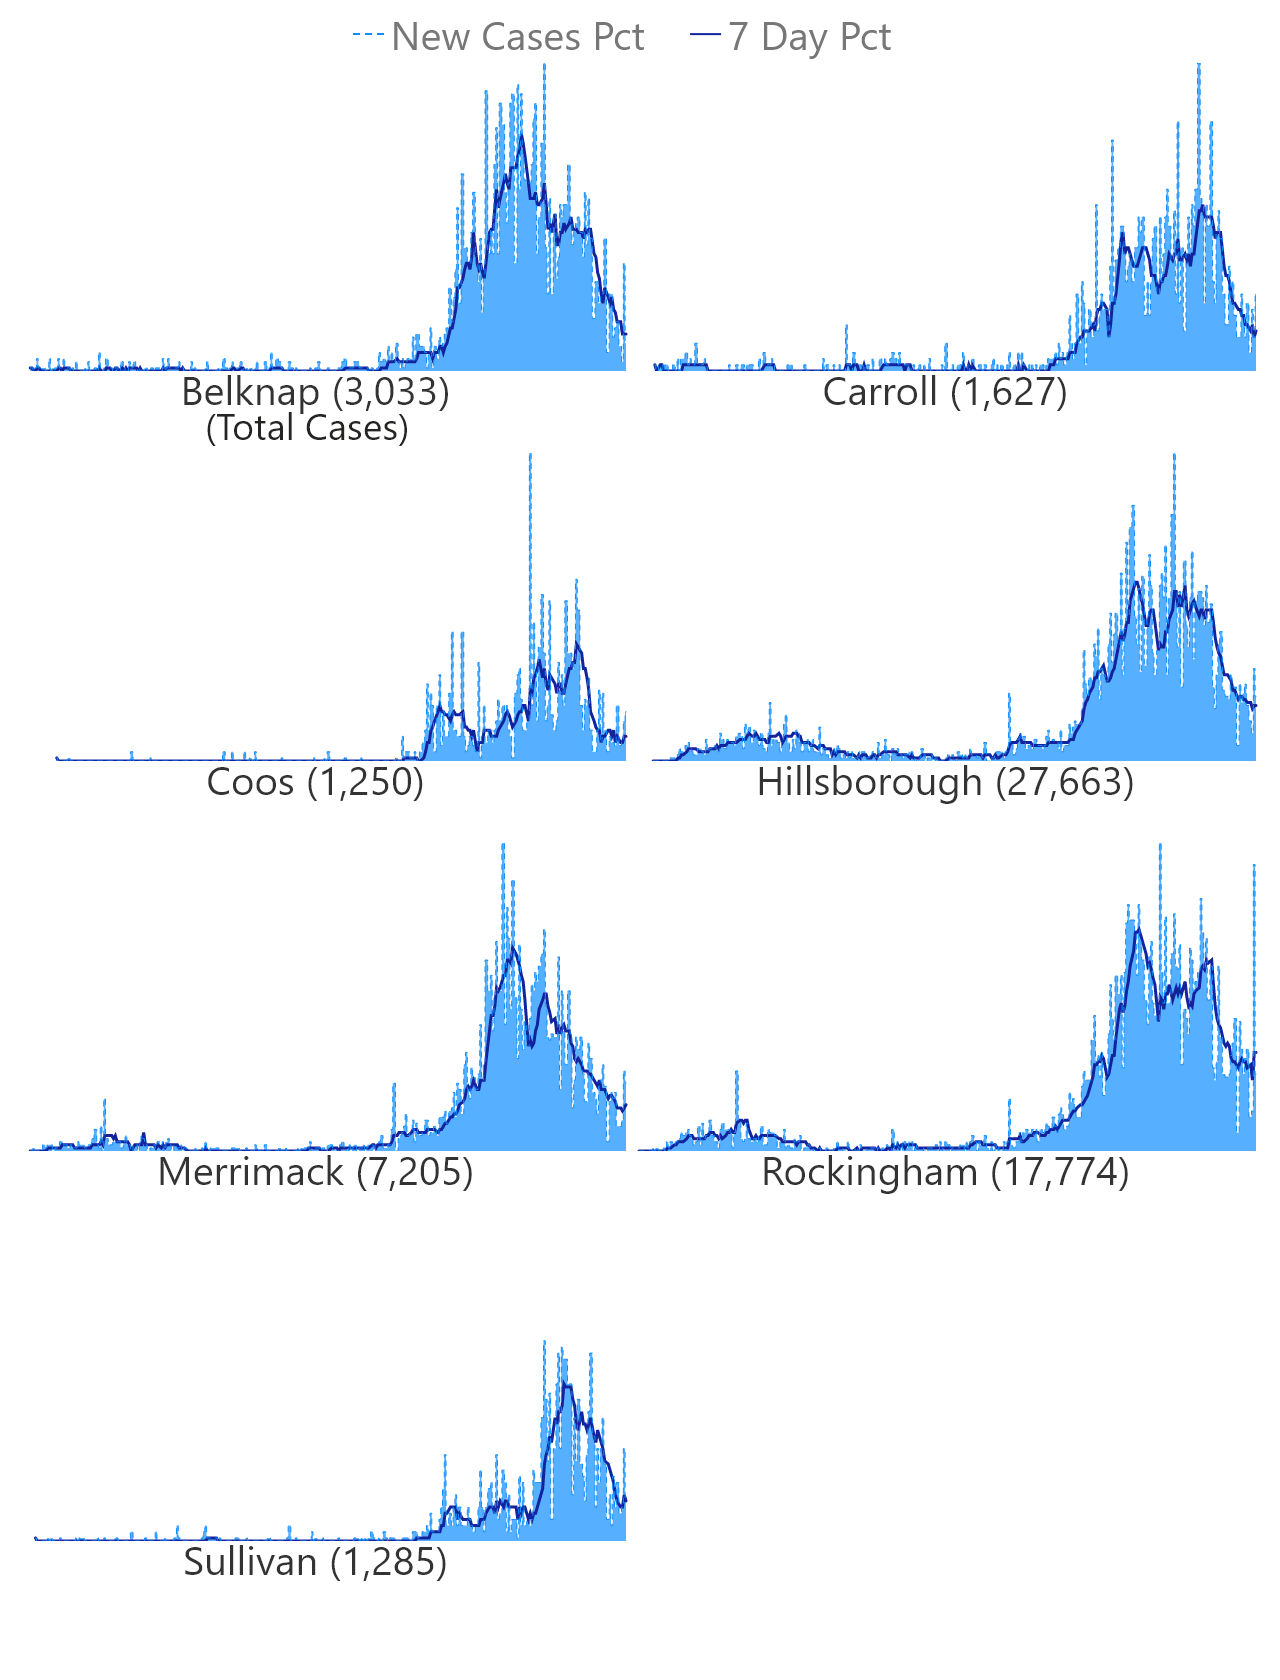 New Cases Pct 7 Day Pct
Belknap (3,033) Carroll (1,627)
(Total Cases)
Coos (1,250) Hillsborough (27,663)
Merrimack (7,205) Rockingham (17,774)
Sullivan (1,285)